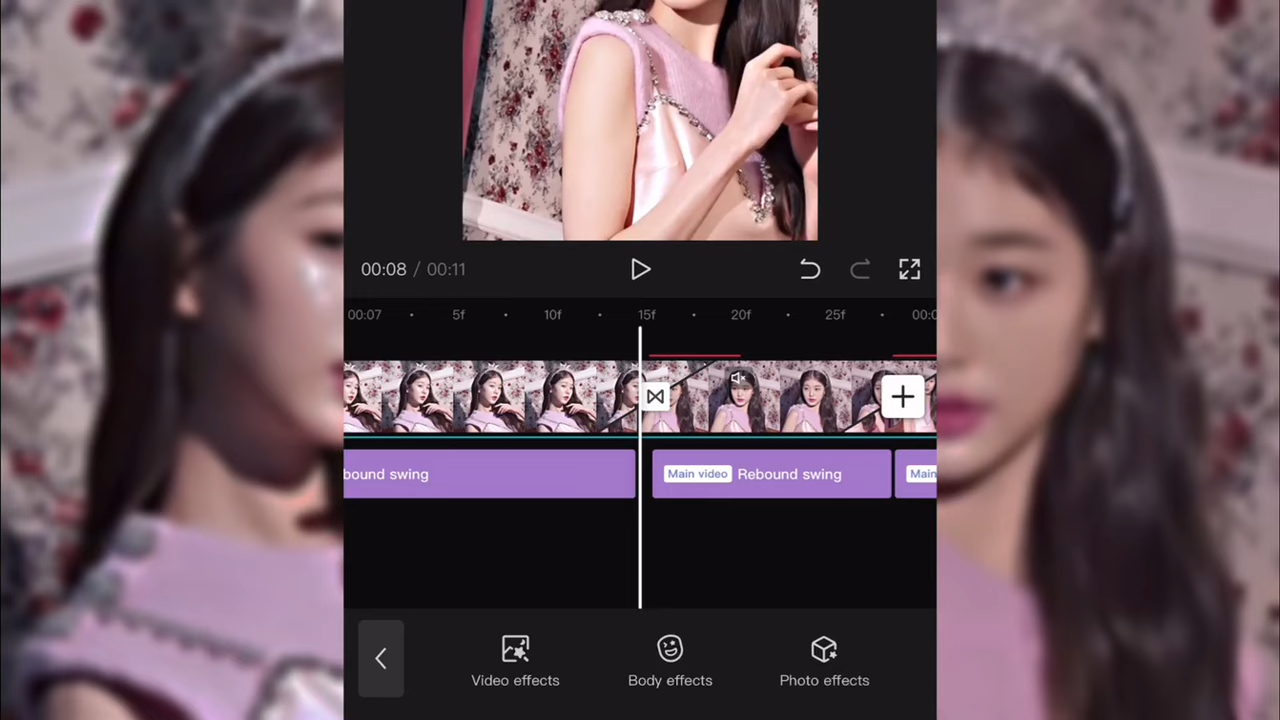 00:08 / 00:11
00:07 5f 10f 15f 20f 25f 00:0
bound swing
Main video Rebound swing
Main
Video effects
Body effects
Photo effects